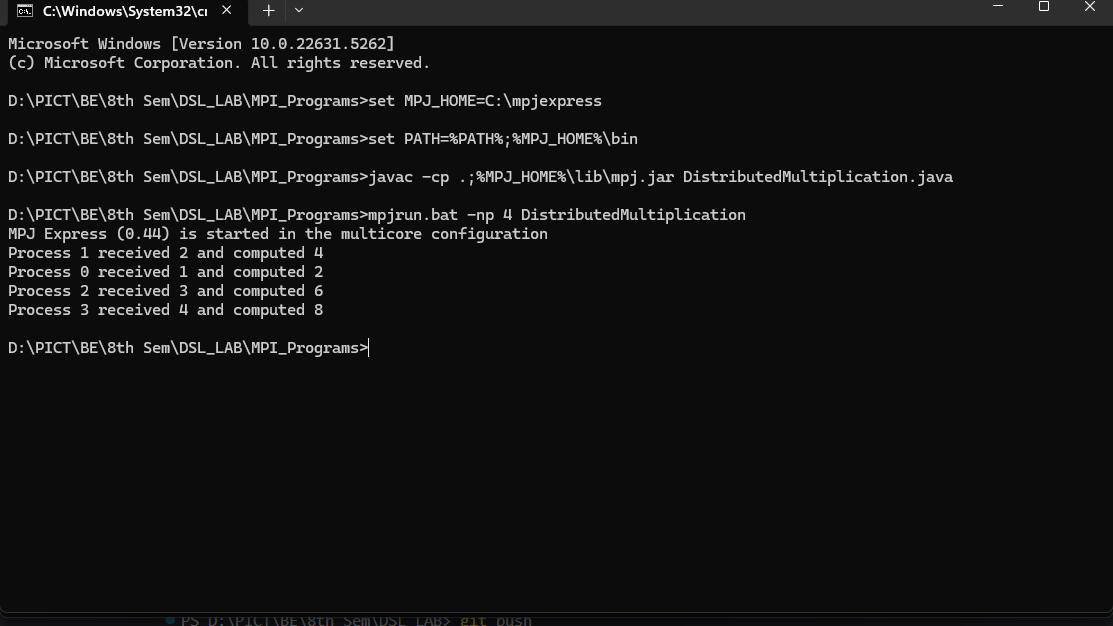 C:\Windows\System32\cı
Microsoft Windows [Version 10.0.22631.5262]
(c) Microsoft Corporation. All rights reserved.
D:\PICT\BE\8th Sem\DSL_LAB\MPI_Programs>set MPJ_HOME=C:\mpjexpress
D:\PICT\BE\8th Sem\DSL_LAB\MPI_Programs>set PATH=%PATH%;%MPJ_HOME%\bin
D:\PICT\BE\8th Sem\DSL_LAB\MPI_Programs>javac -cp .;%MPJ_HOME%\lib\mpj.jar DistributedMultiplication.java
D:\PICT\BE\8th Sem\DSL_LAB\MPI_Programs>mpjrun.bat -np 4 DistributedMultiplication
MPJ Express (0.44) is started in the multicore configuration
Process 1 received 2 and computed 4
Process 0 received 1 and computed 2
Process 2 received 3 and computed 6
Process 3 received 4 and computed 8
D:\PICT\BE\8th Sem\DSL_LAB\MPI_Programs>
PS D:\PICT\BE\8th Sem\DSL LAB> git push